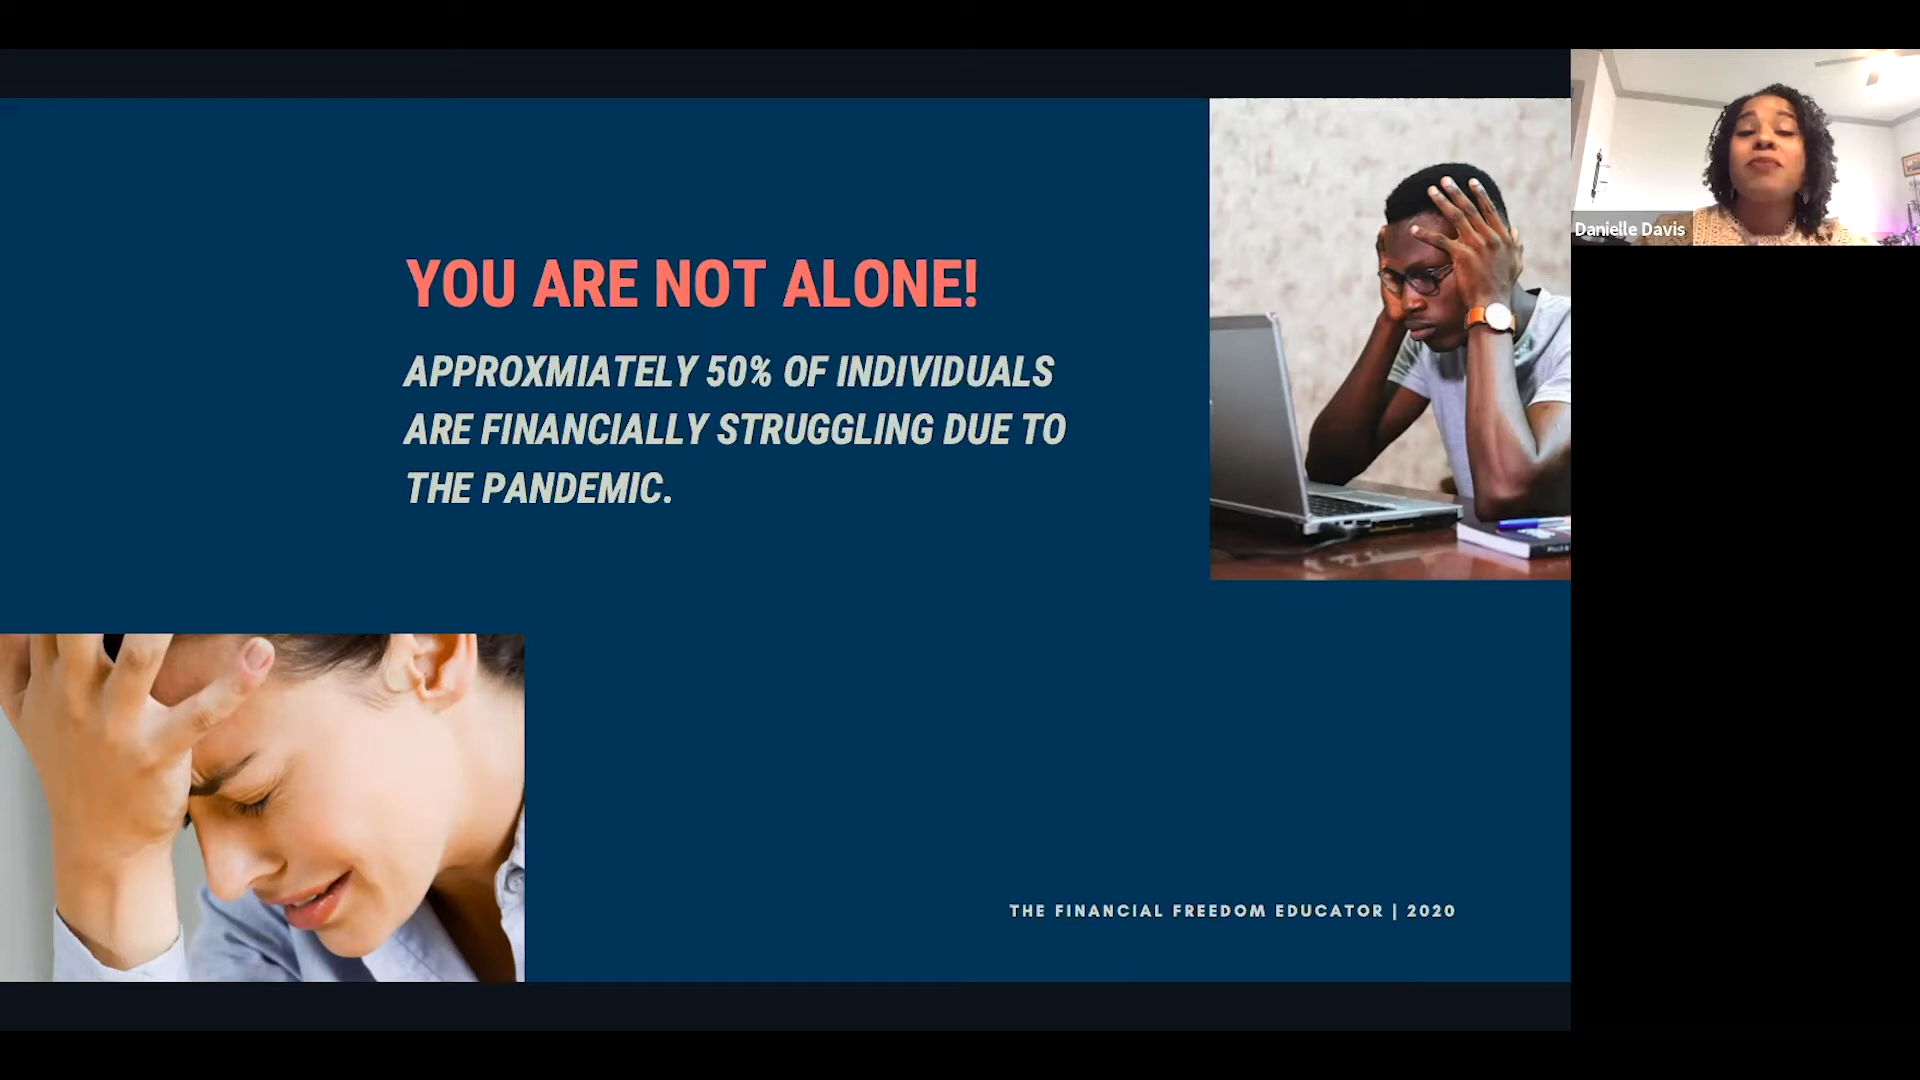 YOU ARE NOT ALONE!
APPROXMIATELY 50% OF INDIVIDUALS
ARE FINANCIALLY STRUGGLING DUE TO
THE PANDEMIC.
THE FINANCIAL FREEDOM EDUCATOR | 2020
Danielle Davis